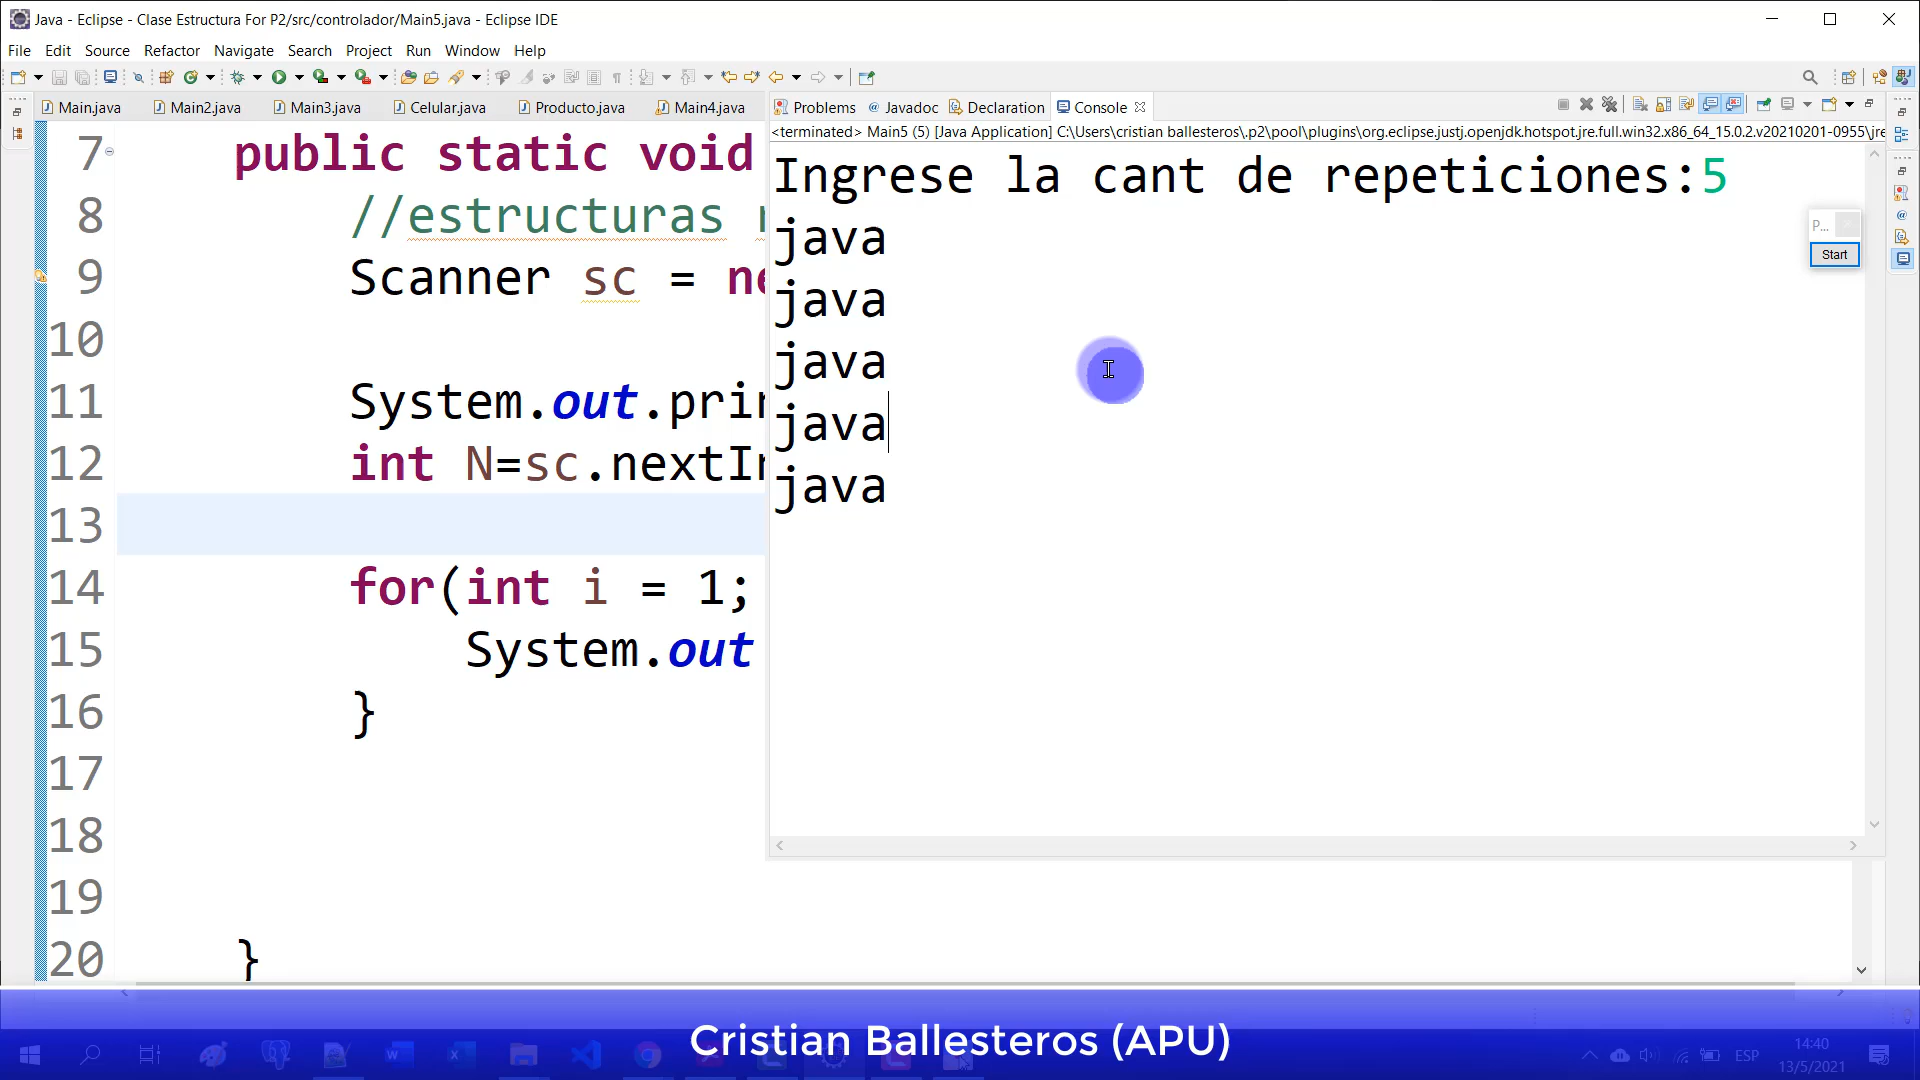 Java - Eclipse - Clase Estructura For P2/src/controlador/Main5.java - Eclipse IDE
File Edit Source Refactor Navigate Search Project Run Window Help
Main.java Main2.java Main3.java Celular.java Producto.java Main4.java
Problems @ Javadoc Declaration Console
<terminated> Main5 (5) [Java Application] C:\Users\cristian ballesteros\.p2\pool\plugins\org.eclipse.justj.openjdk.hotspot.jre.full.win32.x86_64_15.0.2.v20210201-0955\jre
7 public static void
8 //estructuras
9 Scanner sc = ne
10
11 System.out.prin
12 int N=sc.nextIn
13
14 for(int i = 1;
15 System.out
16 }
17
18
19
20 }
Ingrese la cant de repeticiones:5
java
java
java
java
java
P...
Start
Cristian Ballesteros (APU)
ESP
14:40
13/5/2021